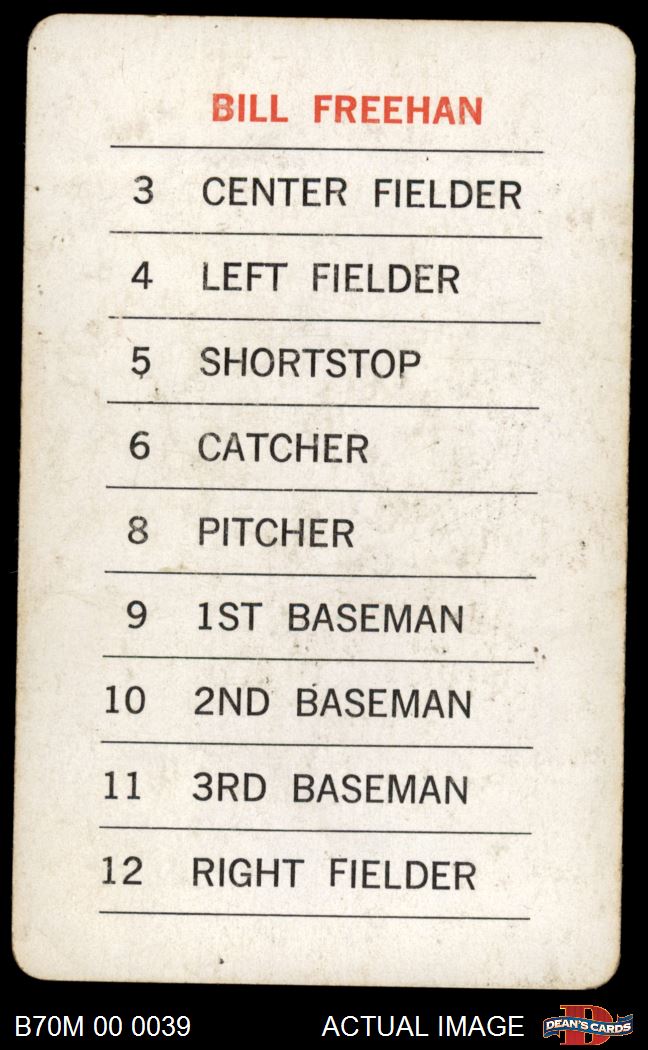 BILL FREEHAN
3 CENTER FIELDER
4 LEFT FIELDER
5 SHORTSTOP
6 CATCHER
8 PITCHER
9 1ST BASEMAN
10 2ND BASEMAN
11 3RD BASEMAN
12 RIGHT FIELDER
B70M 00 0039 ACTUAL IMAGE D DEAN'S CARDS